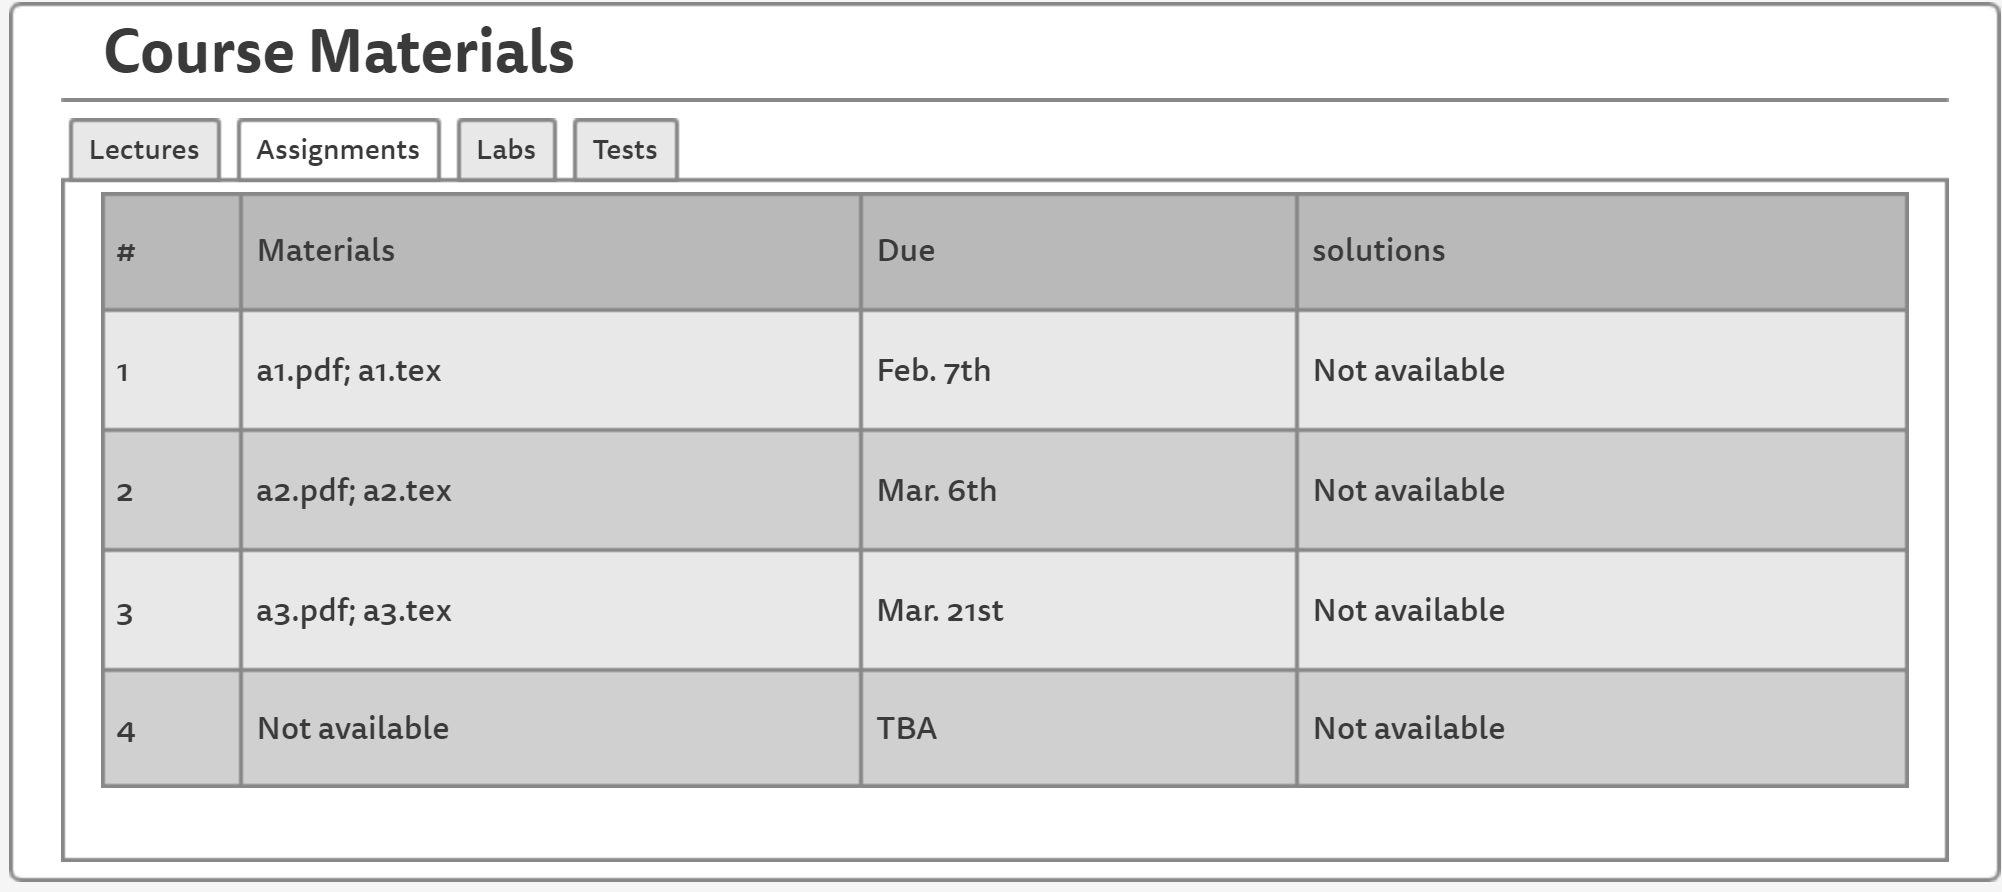 Course Materials
Lectures Assignments Labs Tests
# Materials Due solutions
1 a1.pdf; a1.tex Feb. 7th Not available
2 a2.pdf; a2.tex Mar. 6th Not available
3 a3.pdf; a3.tex Mar. 21st Not available
4 Not available TBA Not available